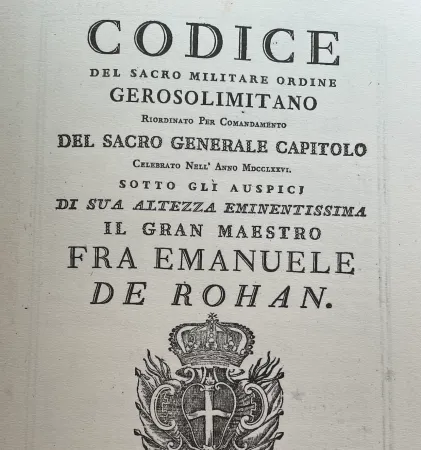 CODICE
DEL SACRO MILITARE ORDINE
GEROSOLIMITANO
RIORDINATO PER COMANDAMENTO
DEL SACRO GENERALE CAPITOLO
CELEBRATO NELL' ANNO MDCCLXXVI.
SOTTO GLI AUSPICJ
DI SUA ALTEZZA EMINENTISSIMA
IL GRAN MAESTRO
FRA EMANUELE
DE ROHAN.